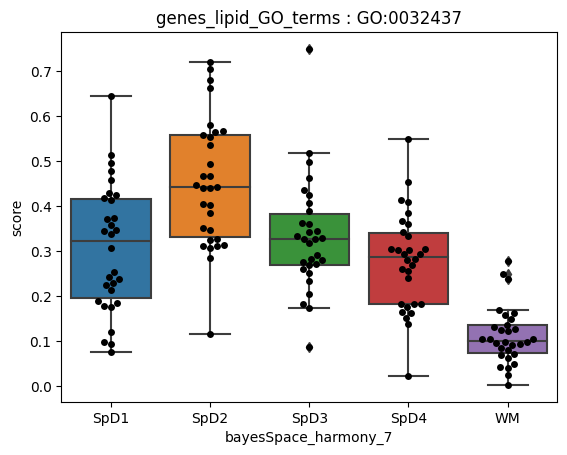 genes_lipid_GO_terms : GO:0032437
0.7
0.6
0.5
0.4
0.3
0.2
0.1
0.0
score
SpD1 SpD2 SpD3 SpD4 WM
bayesSpace_harmony_7